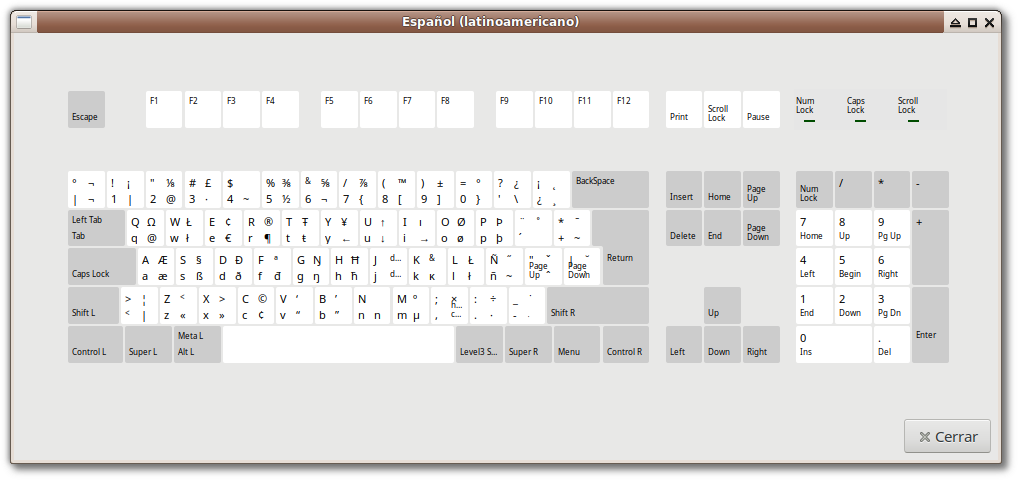 Español (latinoamericano)
Escape F1 F2 F3 F4 F5 F6 F7 F8 F9 F10 F11 F12 Print Scroll Lock Pause Num Lock Caps Lock Scroll Lock
° ¬ ! ¡ " ⅛ # £ $ % ⅜ & ⅝ / ⅞ ( ™ ) ± = ° ? ¿ ¡ ˛ BackSpace Insert Home Page Up Num Lock / * -
| ¬ 1 | 2 @ 3 · 4 ~ 5 ½ 6 ¬ 7 { 8 [ 9 ] 0 } ' \ ¿ ¸
Left Tab Q Ω W Ł E ¢ R ® T Ŧ Y ¥ U ↑ I ı O Ø P Þ ¨ ° * ¯ Delete End Page Down 7 8 9 +
Tab q @ w ł e € r ¶ t ŧ y ← u ↓ i → o ø p þ ´ + ~ Home Up Pg Up
Caps Lock A Æ S § D Ð F ª G Ŋ H Ħ J d... K & L Ł Ñ ˝ Return 4 5 6
a æ s ß d ð f đ g ŋ h ħ j d... k ĸ l ł ñ ~ Page Up Page Down Left Begin Right
Shift L > ¦ Z < X > C © V ‘ B ’ N M º ; × : ÷ _ ˙ Shift R Up 1 2 3 Enter
< | z « x » c ¢ v “ b ” n n m µ , c... . · - End Down Pg Dn
Control L Super L Meta L Alt L Level3 S... Super R Menu Control R Left Down Right 0 Ins . Del
Cerrar